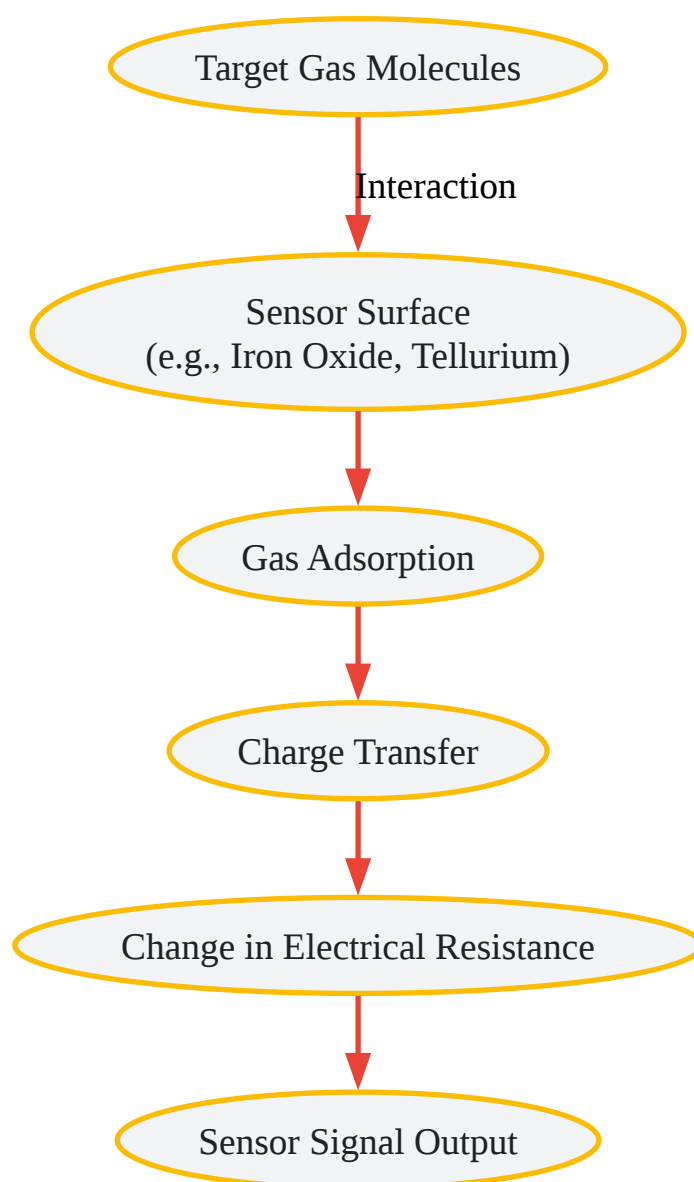 Target Gas Molecules
Interaction
Sensor Surface
(e.g., Iron Oxide, Tellurium)
Gas Adsorption
Charge Transfer
Change in Electrical Resistance
Sensor Signal Output